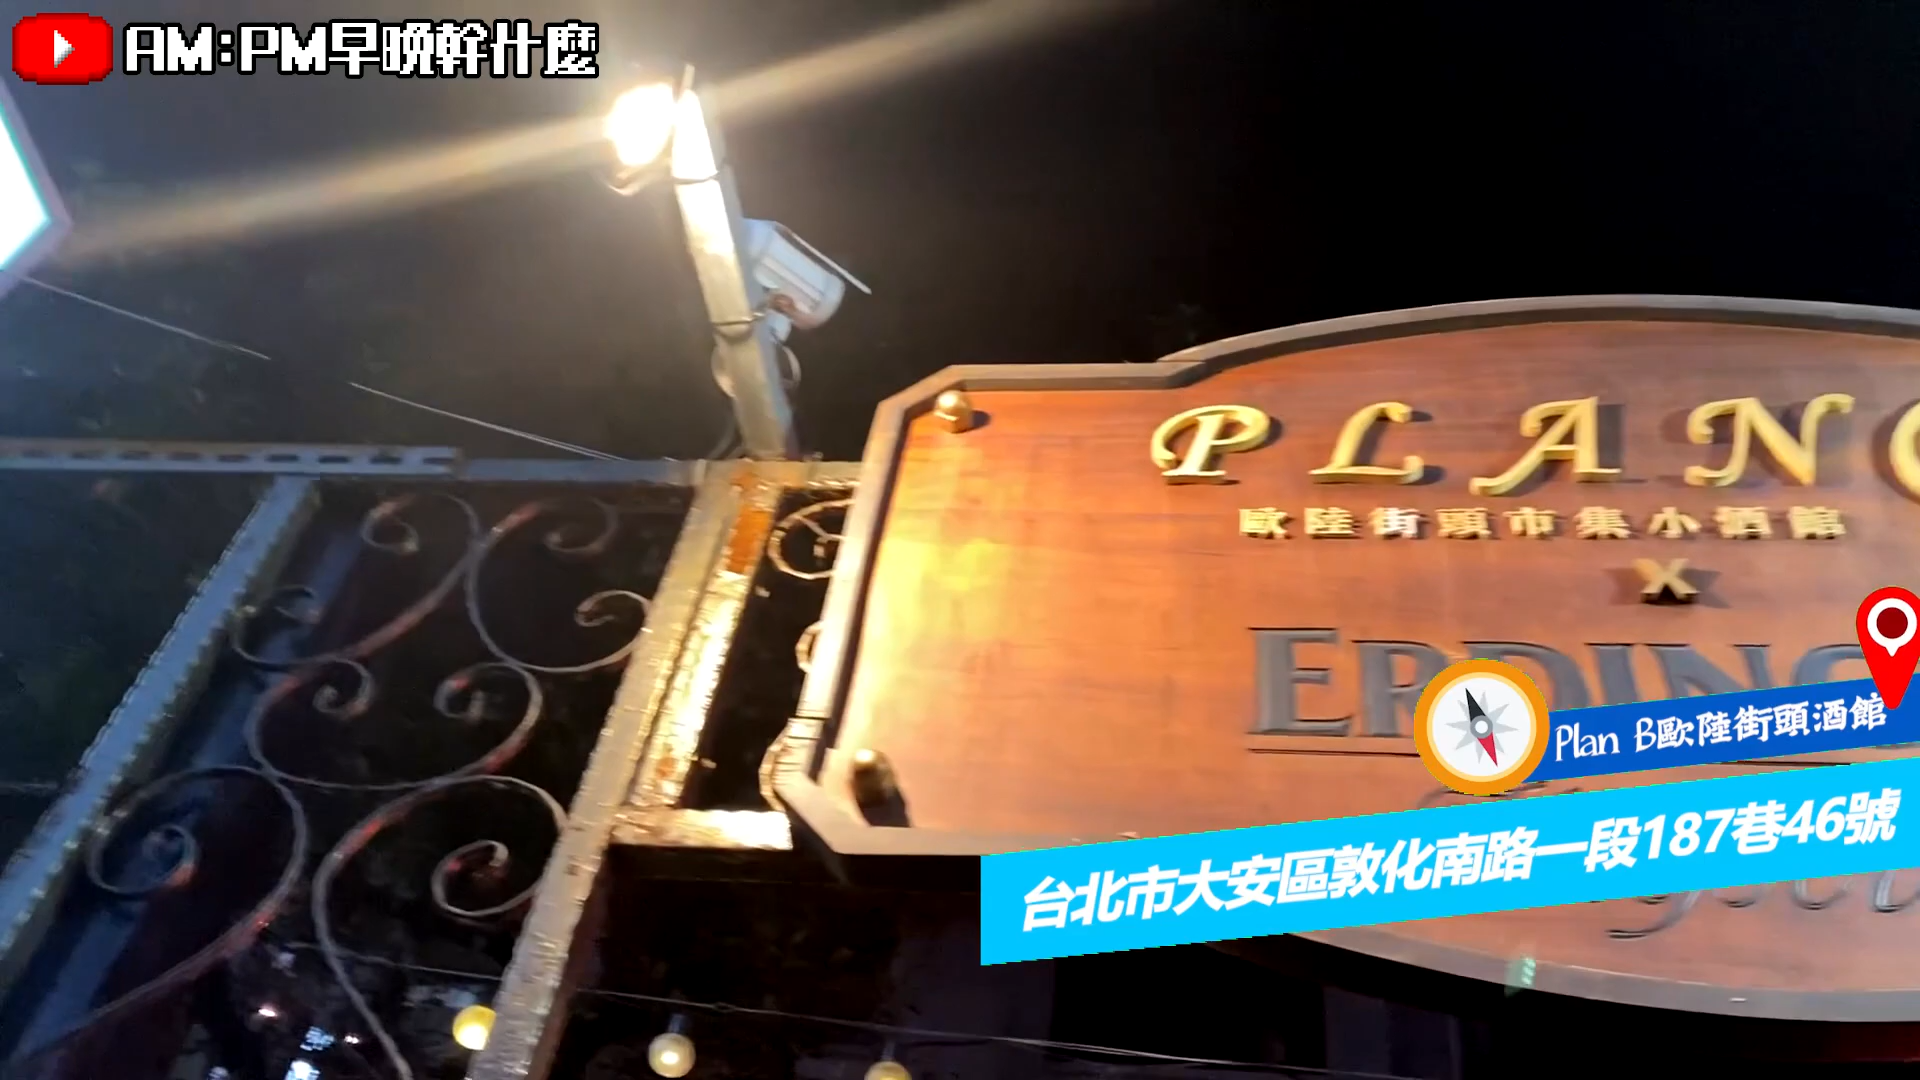 AM:PM早晚幹什麼
PLAN
歐陸街頭市集小酒館
X
ERDING
Plan B歐陸街頭酒館
台北市大安區敦化南路一段187巷46號